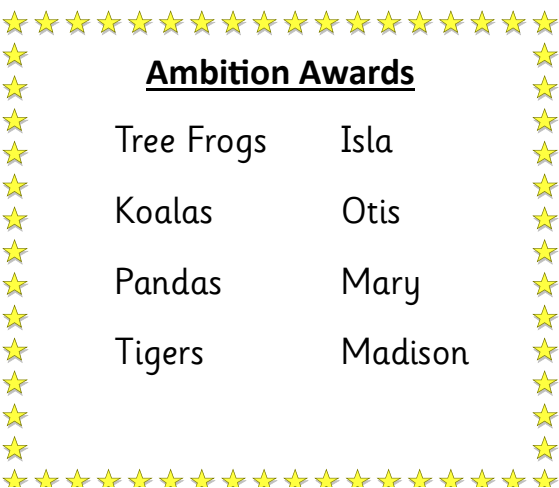 Ambition Awards
Tree Frogs Isla
Koalas Otis
Pandas Mary
Tigers Madison